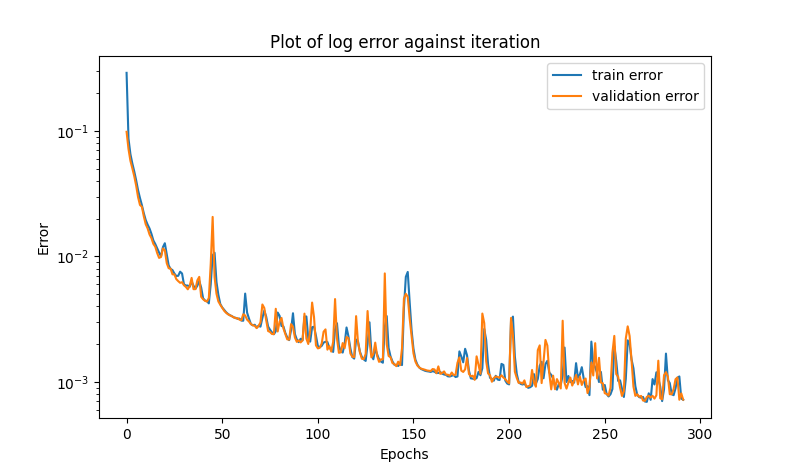 Plot of log error against iteration
train error
validation error
Error
10⁻¹
10⁻²
10⁻³
0 50 100 150 200 250 300
Epochs